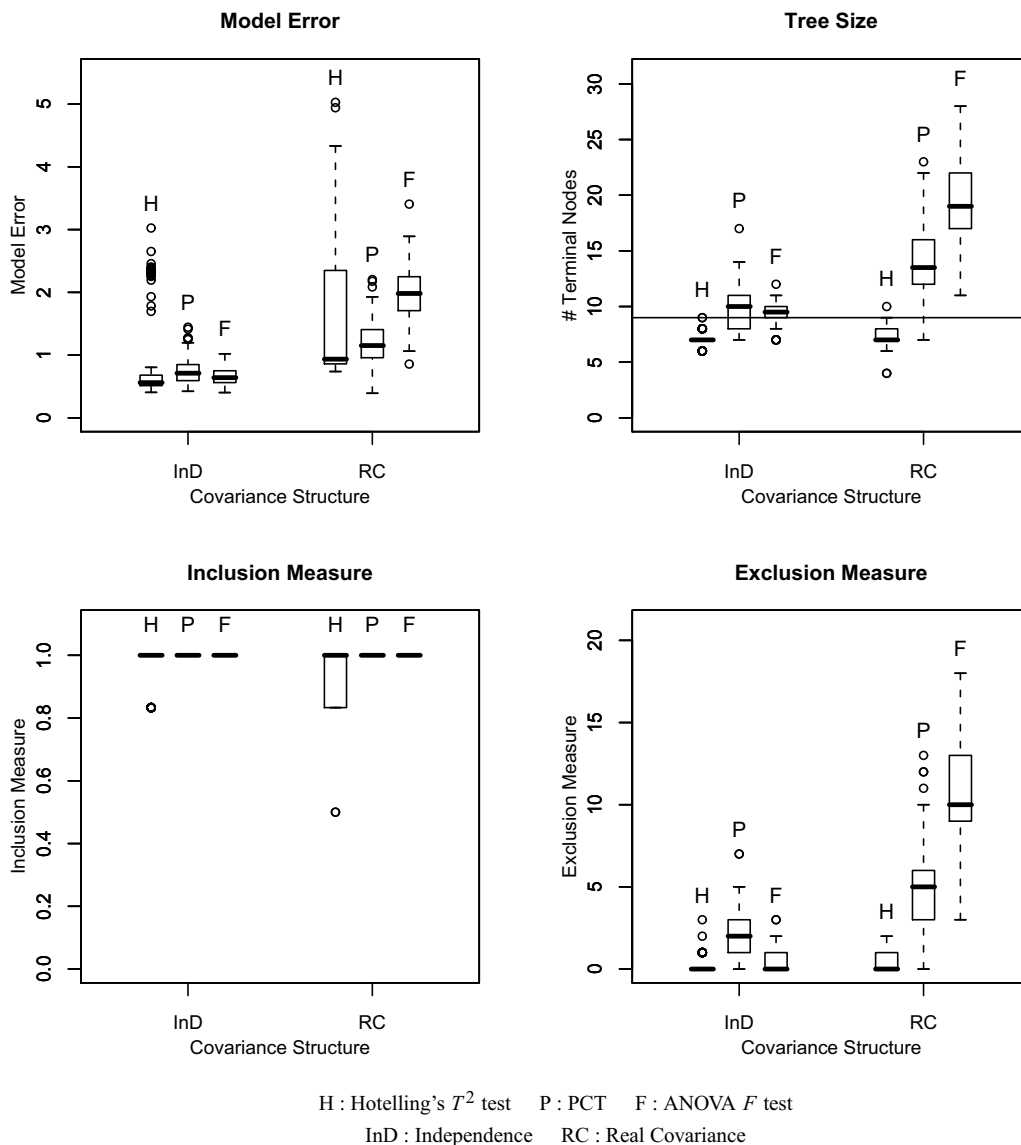 Model Error
Model Error
0 1 2 3 4 5
H P F H P F
InD RC
Covariance Structure
Tree Size
# Terminal Nodes
0 5 10 15 20 25 30
H P F H P F
InD RC
Covariance Structure
Inclusion Measure
Inclusion Measure
0.0 0.2 0.4 0.6 0.8 1.0
H P F H P F
InD RC
Covariance Structure
Exclusion Measure
Exclusion Measure
0 5 10 15 20
H P F H P F
InD RC
Covariance Structure
H : Hotelling's T² test P : PCT F : ANOVA F test
InD : Independence RC : Real Covariance